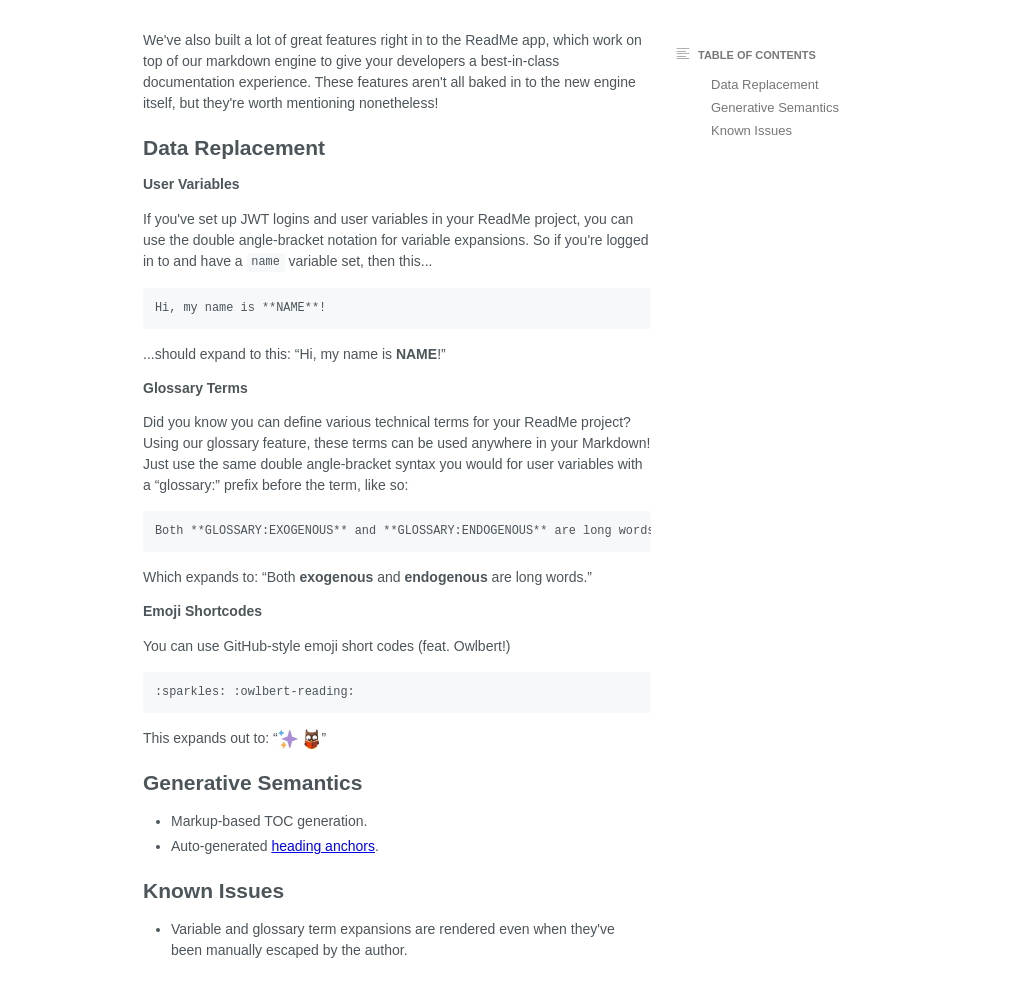 We've also built a lot of great features right in to the ReadMe app, which work on
top of our markdown engine to give your developers a best-in-class
documentation experience. These features aren't all baked in to the new engine
itself, but they're worth mentioning nonetheless!
TABLE OF CONTENTS
Data Replacement
Generative Semantics
Known Issues
Data Replacement
User Variables
If you've set up JWT logins and user variables in your ReadMe project, you can
use the double angle-bracket notation for variable expansions. So if you're logged
in to and have a name variable set, then this...
Hi, my name is **NAME**!
...should expand to this: “Hi, my name is NAME!”
Glossary Terms
Did you know you can define various technical terms for your ReadMe project?
Using our glossary feature, these terms can be used anywhere in your Markdown!
Just use the same double angle-bracket syntax you would for user variables with
a “glossary:” prefix before the term, like so:
Both **GLOSSARY:EXOGENOUS** and **GLOSSARY:ENDOGENOUS** are long words
Which expands to: “Both exogenous and endogenous are long words.”
Emoji Shortcodes
You can use GitHub-style emoji short codes (feat. Owlbert!)
:sparkles: :owlbert-reading:
This expands out to: “✨ ”
Generative Semantics
• Markup-based TOC generation.
• Auto-generated heading anchors.
Known Issues
• Variable and glossary term expansions are rendered even when they've
been manually escaped by the author.